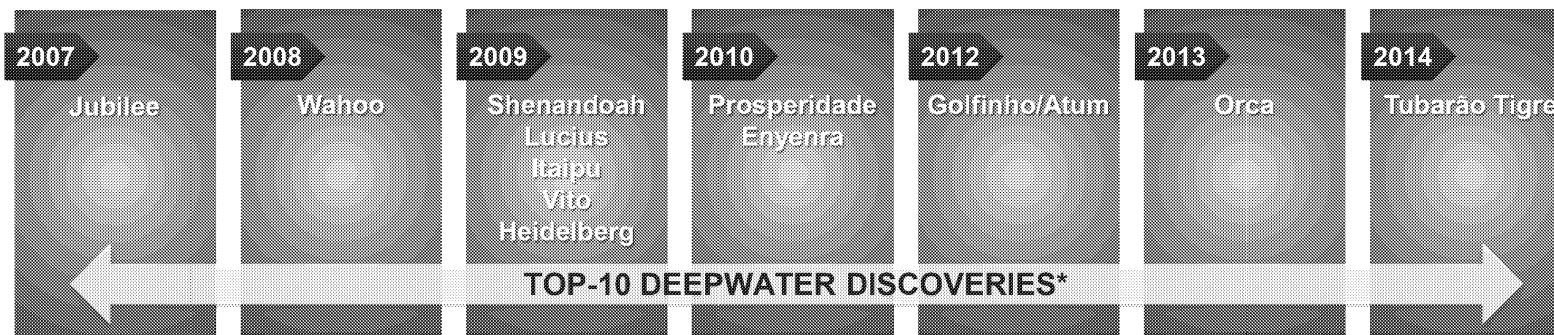 2007
Jubilee
2008
Wahoo
2009
Shenandoah
Lucius
Itaipu
Vito
Heidelberg
2010
Prosperidade
Enyenra
2012
Golfinho/Atum
2013
Orca
2014
Tubarão Tigre
TOP-10 DEEPWATER DISCOVERIES*